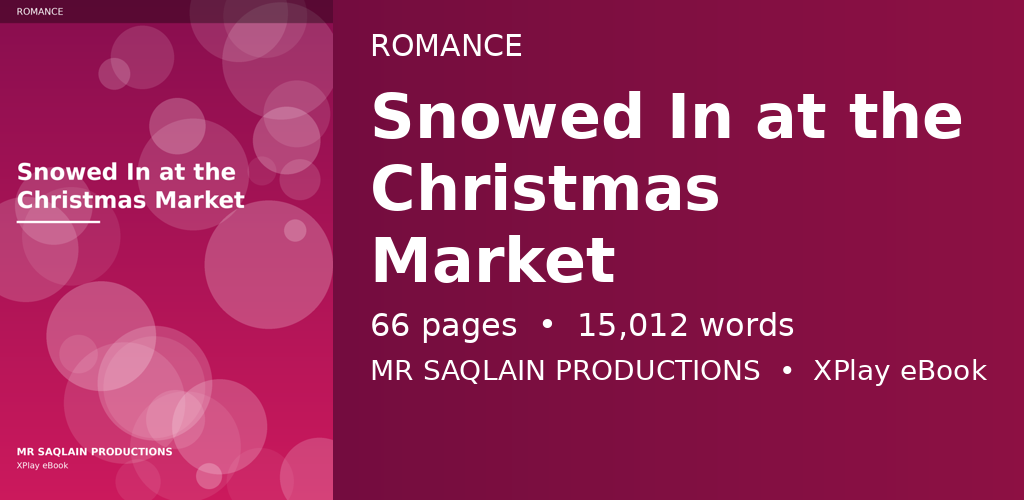 ROMANCE
Snowed In at the
Christmas Market
MR SAQLAIN PRODUCTIONS
XPlay eBook
ROMANCE
Snowed In at the
Christmas
Market
66 pages • 15,012 words
MR SAQLAIN PRODUCTIONS • XPlay eBook